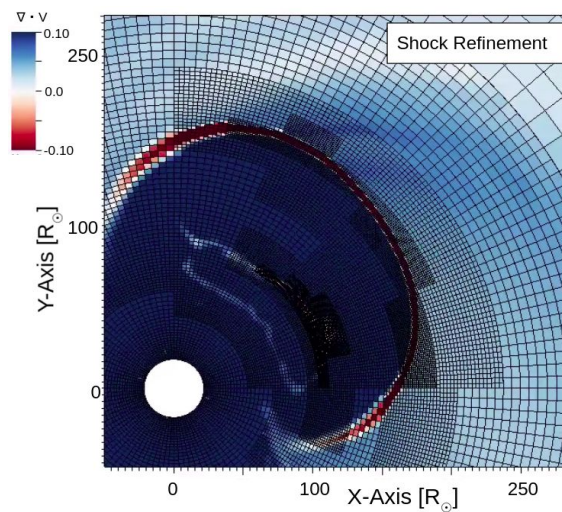 ∇ • V
0.10
0.0
-0.10
Shock Refinement
250
100
0
Y-Axis [R☉]
0
100
250
X-Axis [R☉]